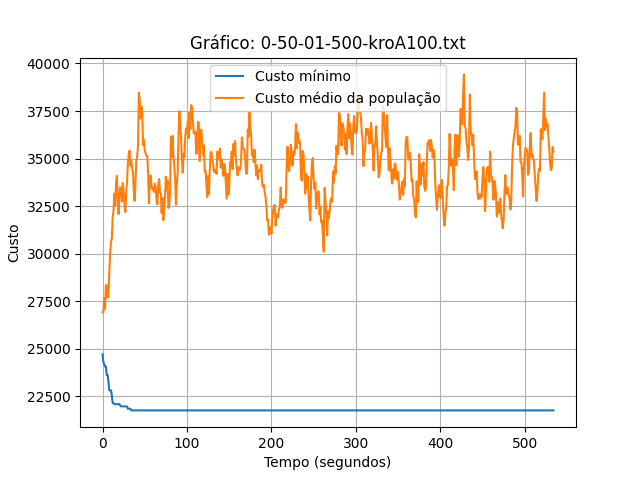 Gráfico: 0-50-01-500-kroA100.txt
Custo mínimo
Custo médio da população
40000
37500
35000
32500
30000
27500
25000
22500
Custo
0
100
200
300
400
500
Tempo (segundos)